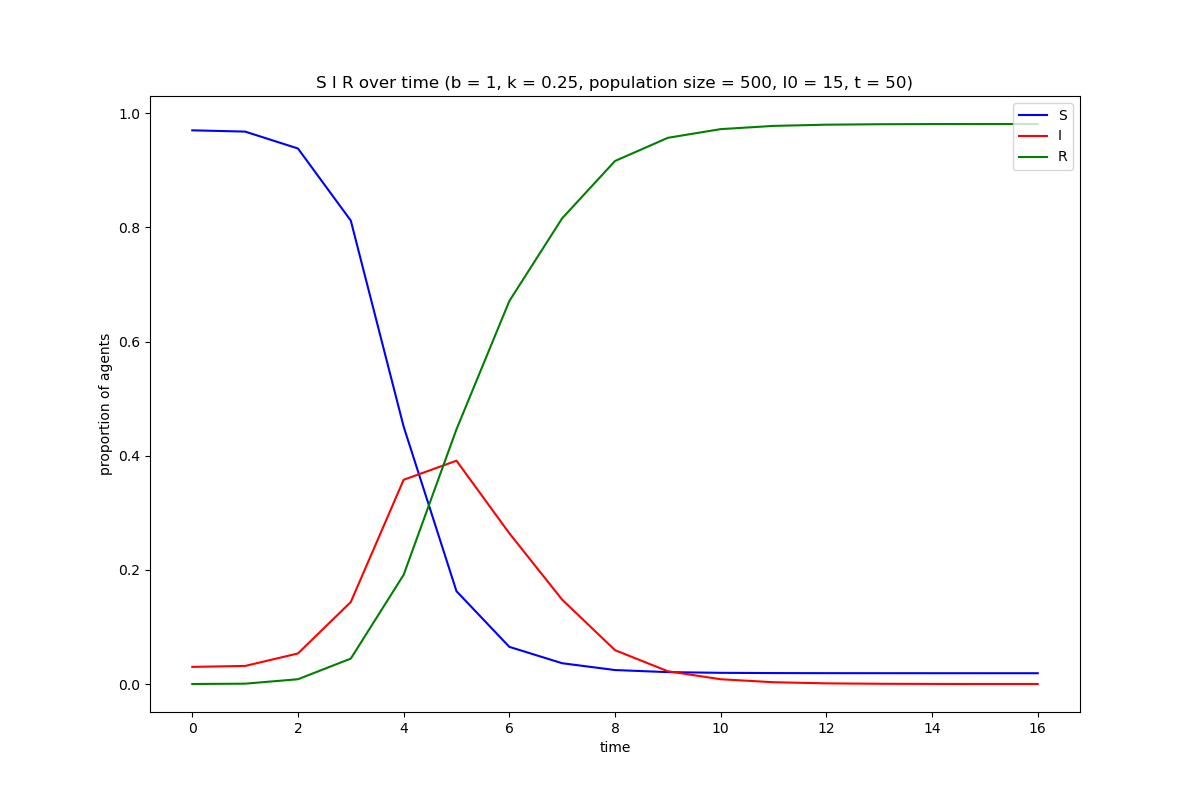 S I R over time (b = 1, k = 0.25, population size = 500, I0 = 15, t = 50)
1.0
0.8
0.6
0.4
0.2
0.0
proportion of agents
S
I
R
0 2 4 6 8 10 12 14 16
time